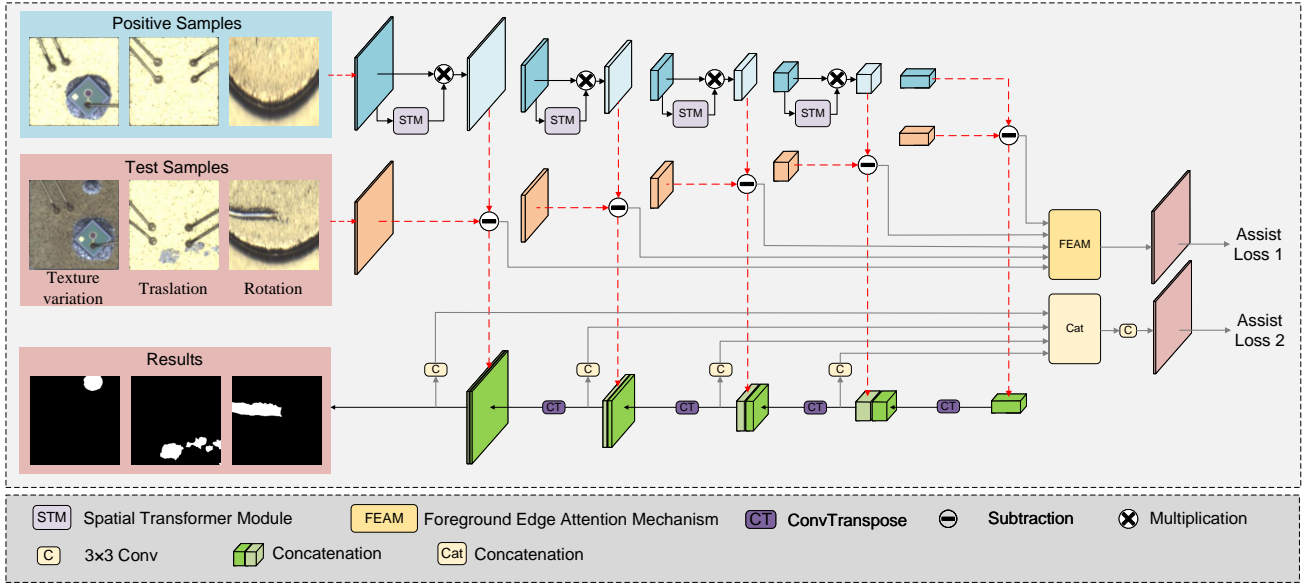 Positive Samples
STM
STM
STM
STM
Test Samples
Texture
variation
Traslation
Rotation
FEAM
Assist
Loss 1
Cat
C
Assist
Loss 2
Results
C
C
C
C
CT
CT
CT
CT
STM Spatial Transformer Module
FEAM Foreground Edge Attention Mechanism
CT ConvTranspose
Subtraction
Multiplication
C 3×3 Conv
Concatenation
Cat Concatenation